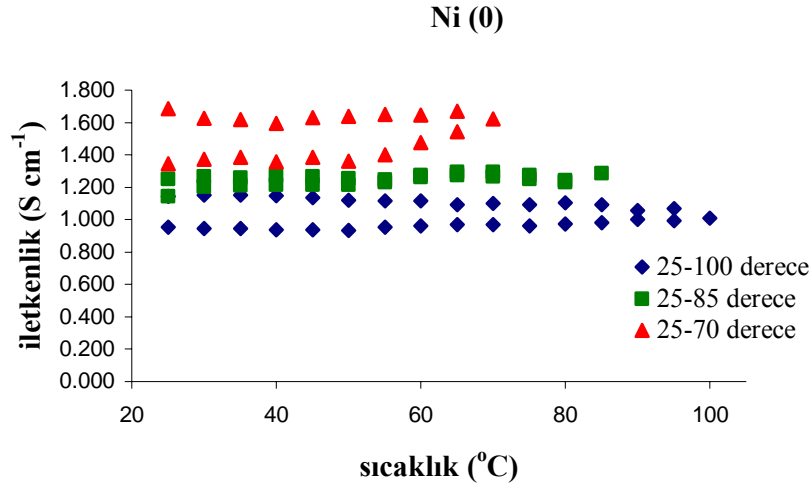 Ni (0)
1.800
1.600
1.400
1.200
1.000
0.800
0.600
0.400
0.200
0.000
iletkenlik (S cm⁻¹)
20 40 60 80 100
sıcaklık (°C)
25-100 derece
25-85 derece
25-70 derece